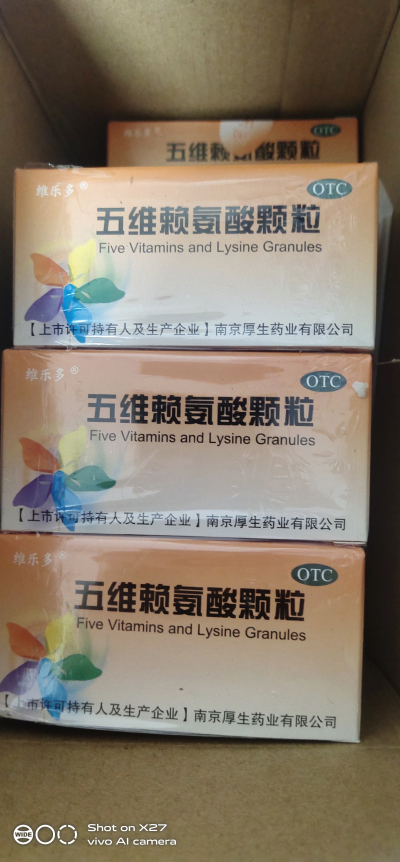 维乐多®
OTC
五维赖氨酸颗粒
维乐多®
OTC
五维赖氨酸颗粒
Five Vitamins and Lysine Granules
【上市许可持有人及生产企业】南京厚生药业有限公司
维乐多®
OTC
五维赖氨酸颗粒
Five Vitamins and Lysine Granules
【上市许可持有人及生产企业】南京厚生药业有限公司
维乐多®
OTC
五维赖氨酸颗粒
Five Vitamins and Lysine Granules
【上市许可持有人及生产企业】南京厚生药业有限公司
WIDE
Shot on X27
vivo AI camera